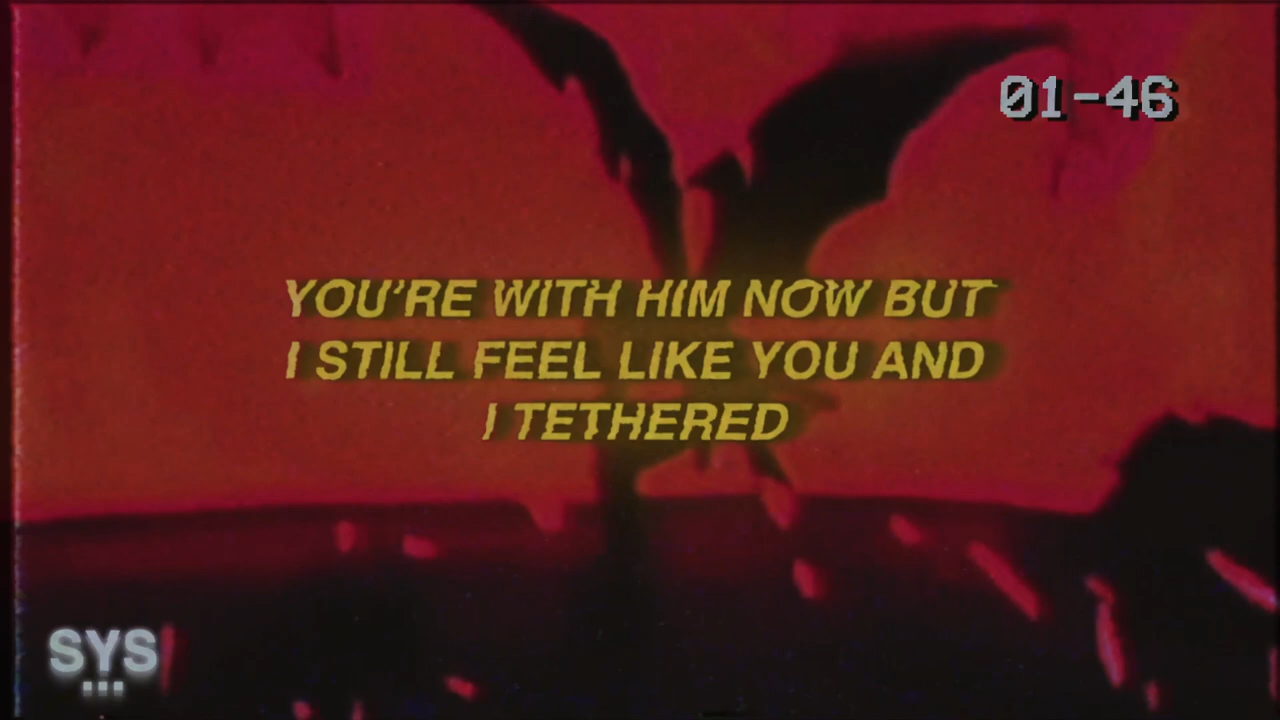 01-46
YOU'RE WITH HIM NOW BUT
I STILL FEEL LIKE YOU AND
I TETHERED
SYS